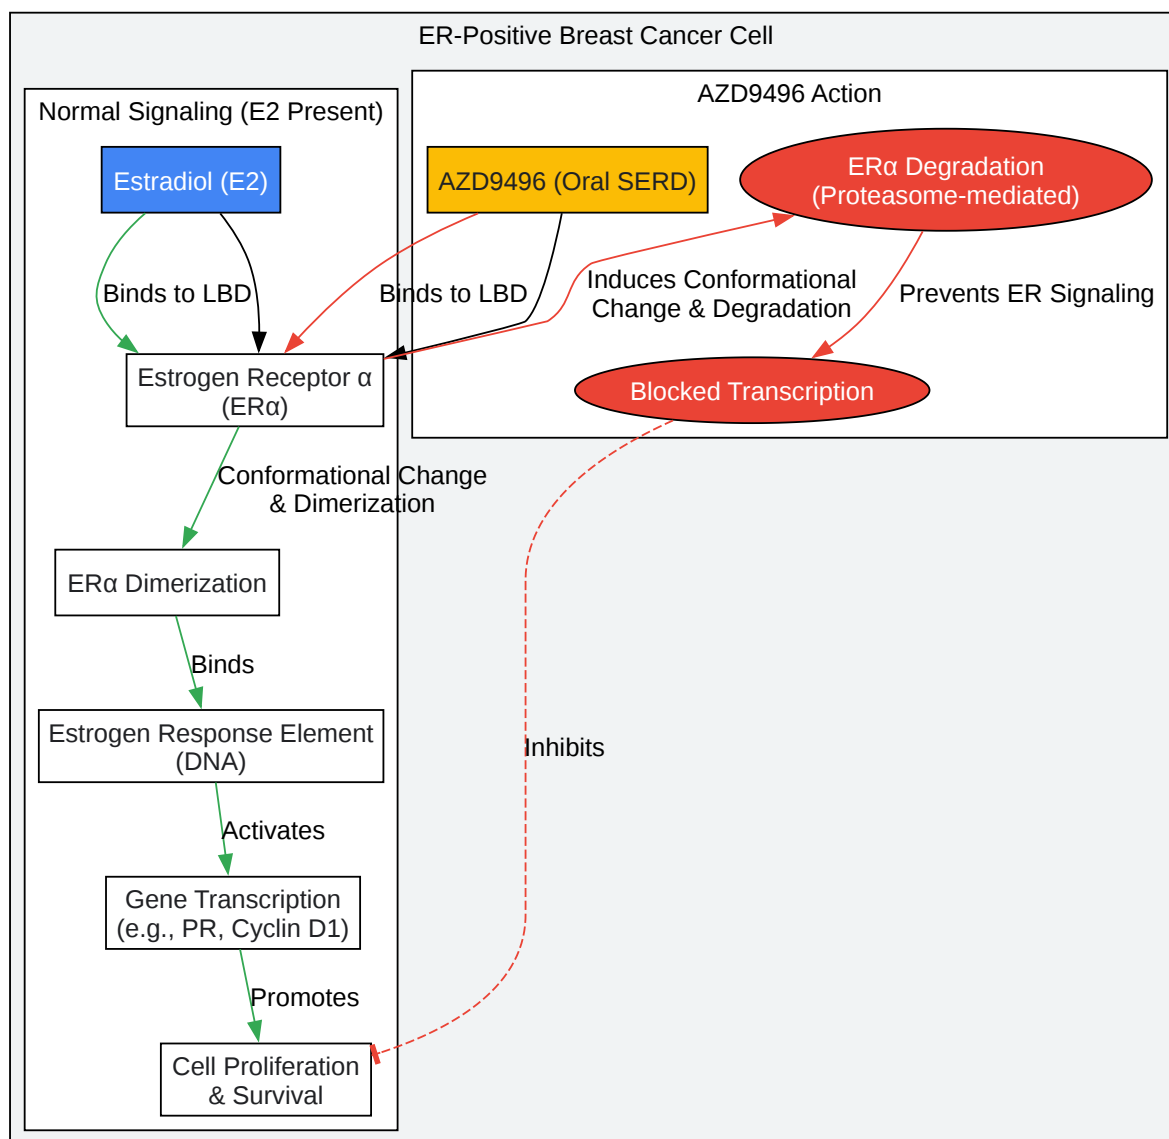 ER-Positive Breast Cancer Cell
Normal Signaling (E2 Present)
AZD9496 Action
Estradiol (E2)
AZD9496 (Oral SERD)
ERα Degradation
(Proteasome-mediated)
Binds to LBD
Binds to LBD
Induces Conformational
Change & Degradation
Prevents ER Signaling
Estrogen Receptor α
(ERα)
Blocked Transcription
Conformational Change
& Dimerization
ERα Dimerization
Binds
Estrogen Response Element
(DNA)
Inhibits
Activates
Gene Transcription
(e.g., PR, Cyclin D1)
Promotes
Cell Proliferation
& Survival